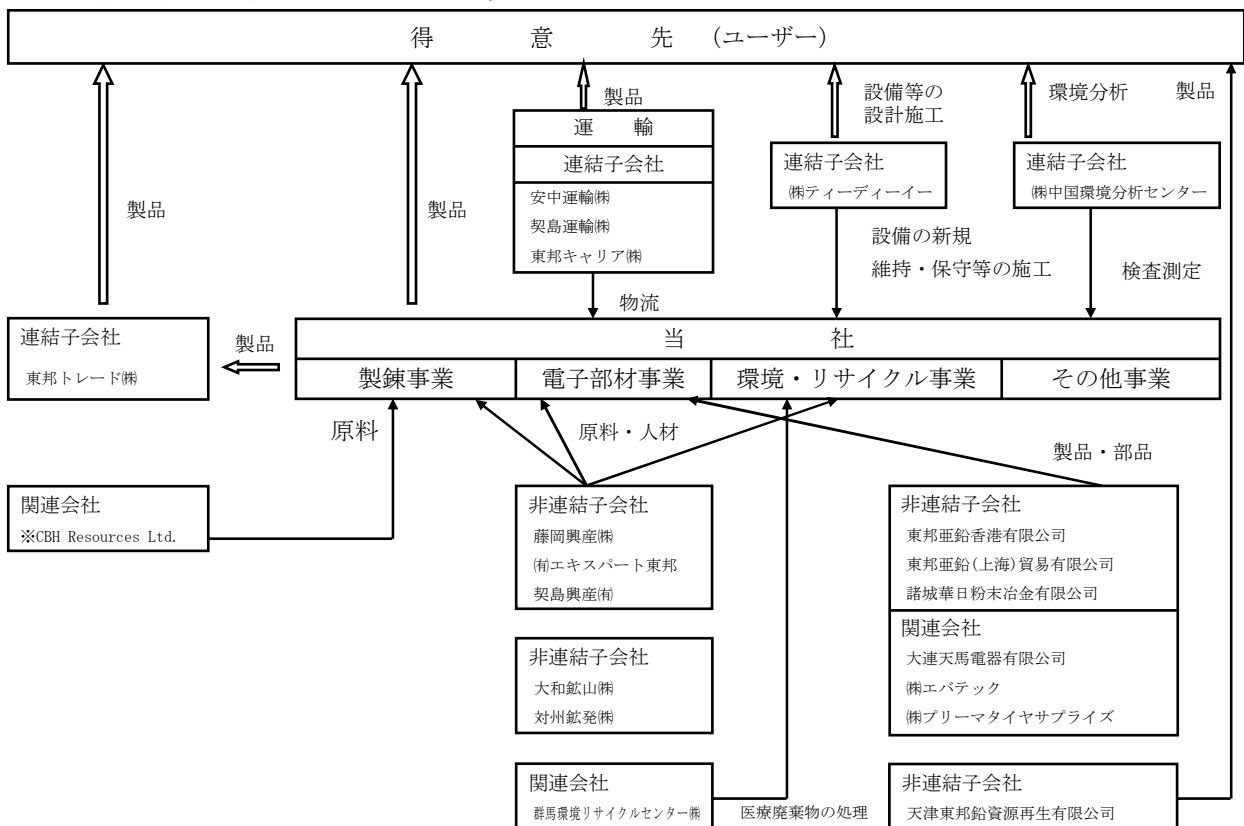 得意先(ユーザー)
製品
設備等の
設計施工
環境分析
製品
運輸
連結子会社
安中運輸㈱
契島運輸㈱
東邦キャリア㈱
連結子会社
㈱ティーディーイー
連結子会社
㈱中国環境分析センター
製品
製品
設備の新規
維持・保守等の施工
検査測定
物流
連結子会社
東邦トレード㈱
製品
当社
製錬事業
電子部材事業
環境・リサイクル事業
その他事業
原料
原料・人材
製品・部品
関連会社
※CBH Resources Ltd.
非連結子会社
藤岡興産㈱
㈲エキスパート東邦
契島興産㈲
非連結子会社
東邦亜鉛香港有限公司
東邦亜鉛(上海)貿易有限公司
諸城華日粉末冶金有限公司
関連会社
大連天馬電器有限公司
㈱エバテック
㈱プリーマタイヤサプライズ
非連結子会社
大和鉱山㈱
対州鉱発㈱
関連会社
群馬環境リサイクルセンター㈱
医療廃棄物の処理
非連結子会社
天津東邦鉛資源再生有限公司